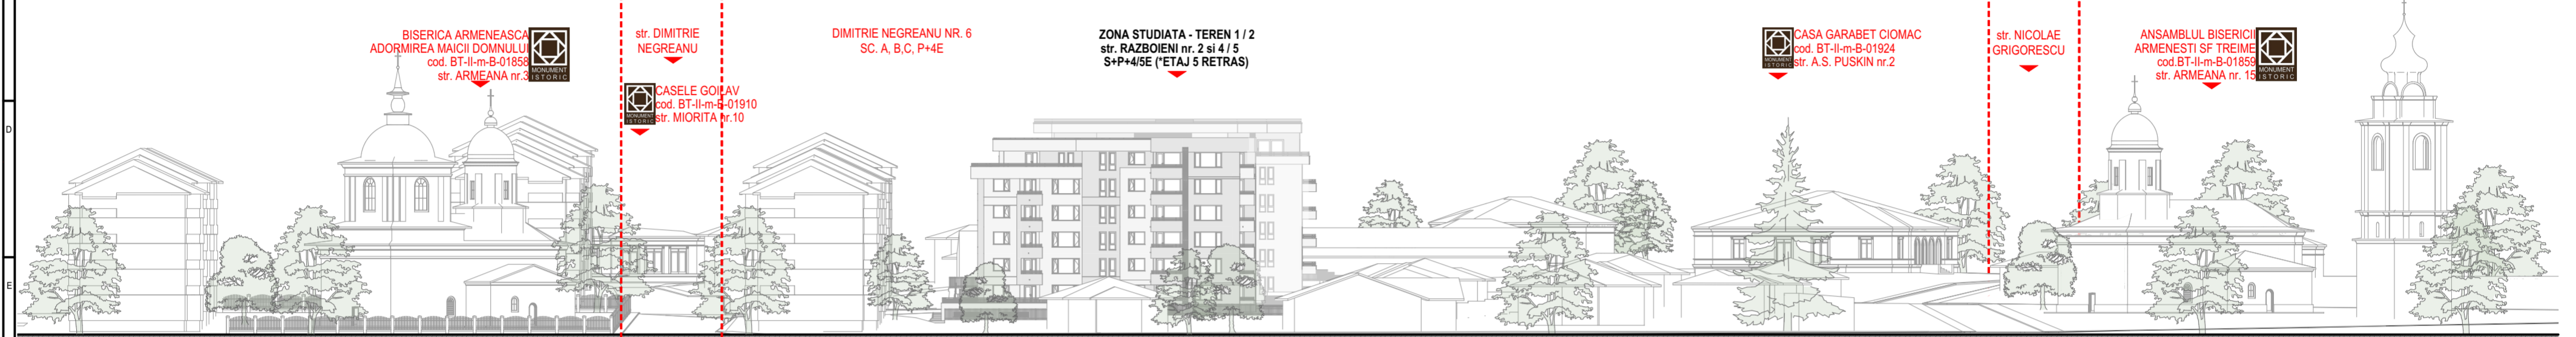 BISERICA ARMENEASCA
ADORMIREA MAICII DOMNULUI
cod. BT-II-m-B-01858
str. ARMEANA nr.3
MONUMENT
ISTORIC
str. DIMITRIE
NEGREANU
MONUMENT
ISTORIC
CASELE GOILAV
cod. BT-II-m-B-01910
str. MIORITA nr.10
DIMITRIE NEGREANU NR. 6
SC. A, B,C, P+4E
ZONA STUDIATA - TEREN 1 / 2
str. RAZBOIENI nr. 2 si 4 / 5
S+P+4/5E (*ETAJ 5 RETRAS)
MONUMENT
ISTORIC
CASA GARABET CIOMAC
cod. BT-II-m-B-01924
str. A.S. PUSKIN nr.2
str. NICOLAE
GRIGORESCU
ANSAMBLUL BISERICII
ARMENESTI SF TREIME
cod.BT-II-m-B-01859
str. ARMEANA nr. 15
MONUMENT
ISTORIC
D
E